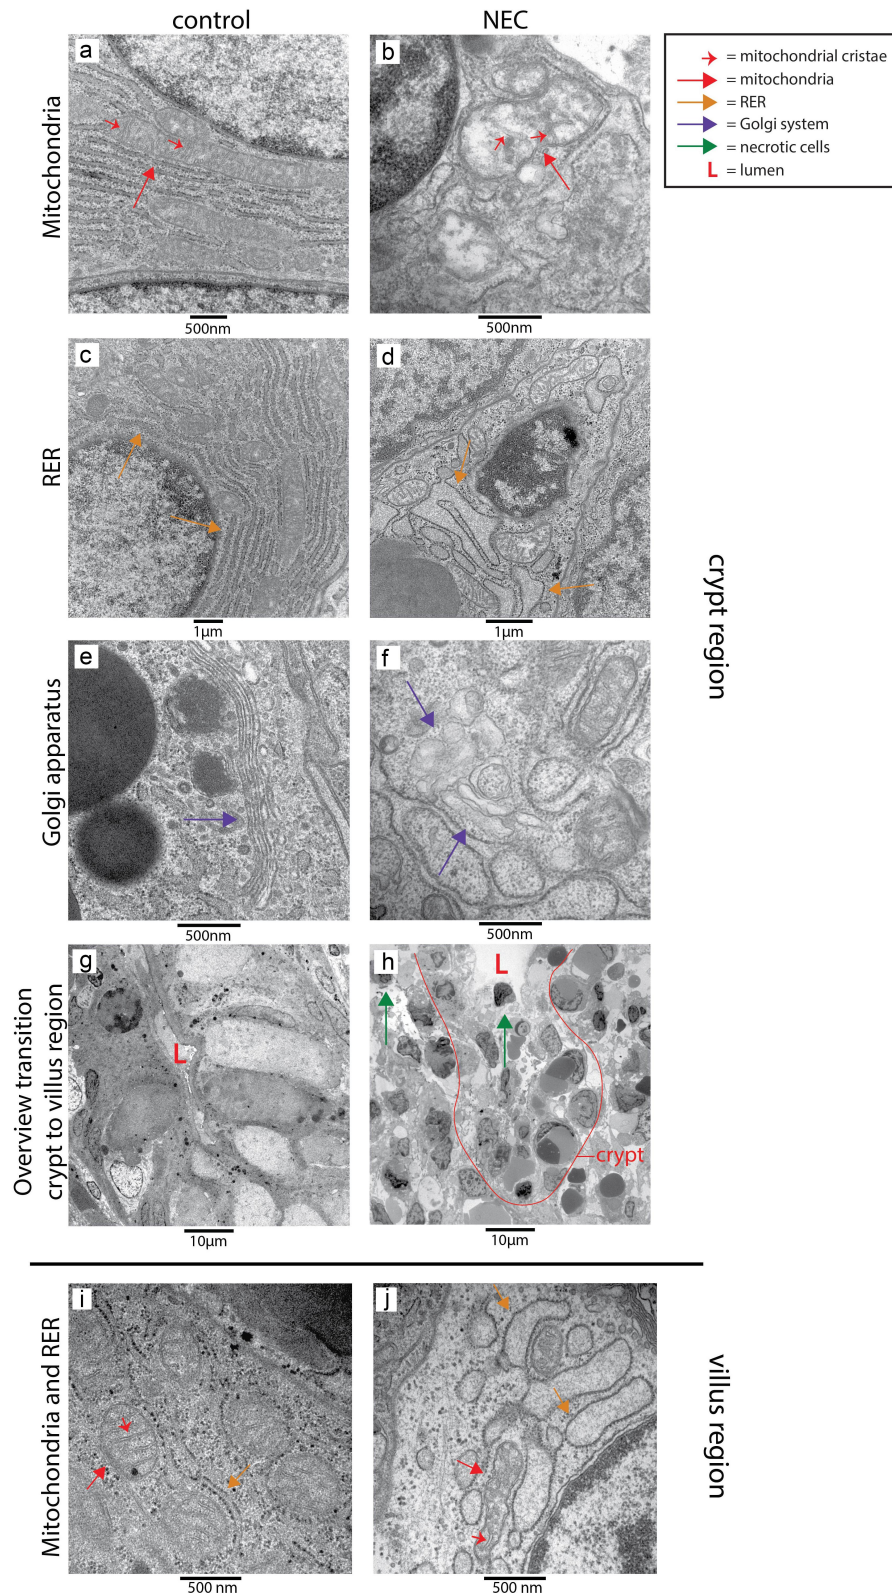 control
NEC
a
b
= mitochondrial cristae
= mitochondria
= RER
= Golgi system
= necrotic cells
L = lumen
Mitochondria
500nm
500nm
c
d
RER
1µm
1µm
crypt region
e
f
Golgi apparatus
500nm
500nm
g
h
L
L
Overview transition
crypt to villus region
crypt
10µm
10µm
i
j
Mitochondria and RER
villus region
500 nm
500 nm